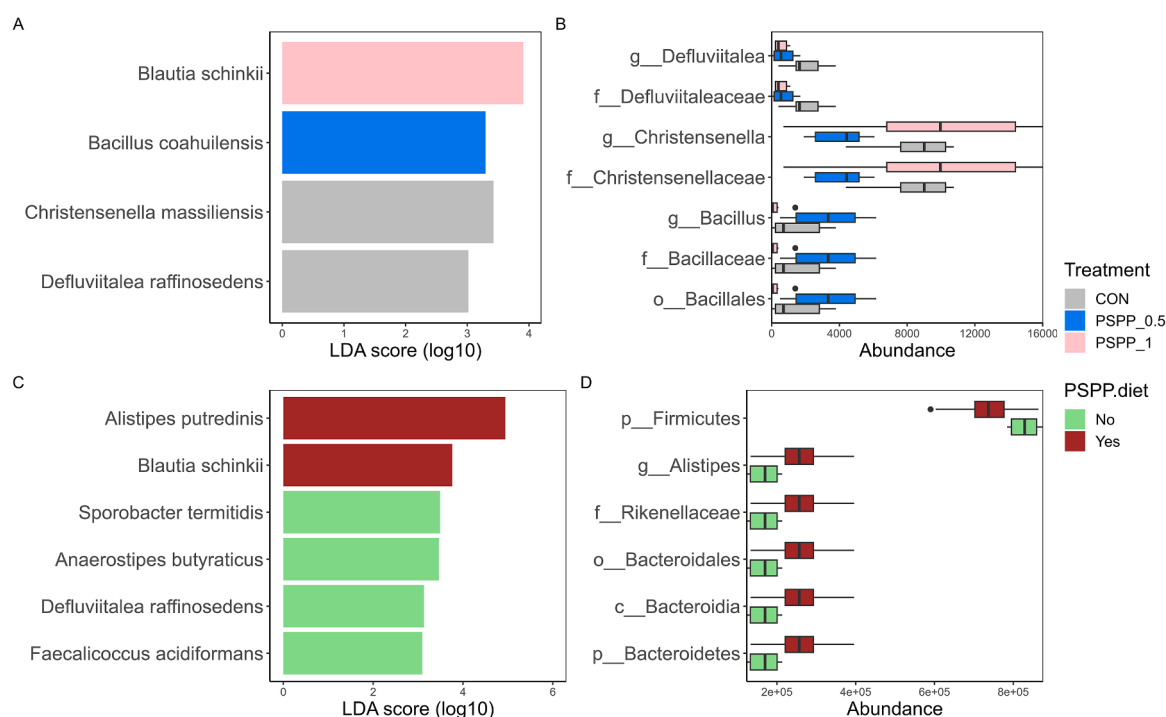 A
Blautia schinkii
Bacillus coahuilensis
Christensenella massiliensis
Defluviitalea raffinosedens
0 1 2 3 4
LDA score (log10)
B
g__Defluviitalea
f__Defluviitaleaceae
g__Christensenella
f__Christensenellaceae
g__Bacillus
f__Bacillaceae
o__Bacillales
0 4000 8000 12000 16000
Abundance
Treatment
CON
PSPP_0.5
PSPP_1
C
Alistipes putredinis
Blautia schinkii
Sporobacter termitidis
Anaerostipes butyraticus
Defluviitalea raffinosedens
Faecalicoccus acidiformans
0 2 4 6
LDA score (log10)
D
p__Firmicutes
g__Alistipes
f__Rikenellaceae
o__Bacteroidales
c__Bacteroidia
p__Bacteroidetes
2e+05 4e+05 6e+05 8e+05
Abundance
PSPP.diet
No
Yes